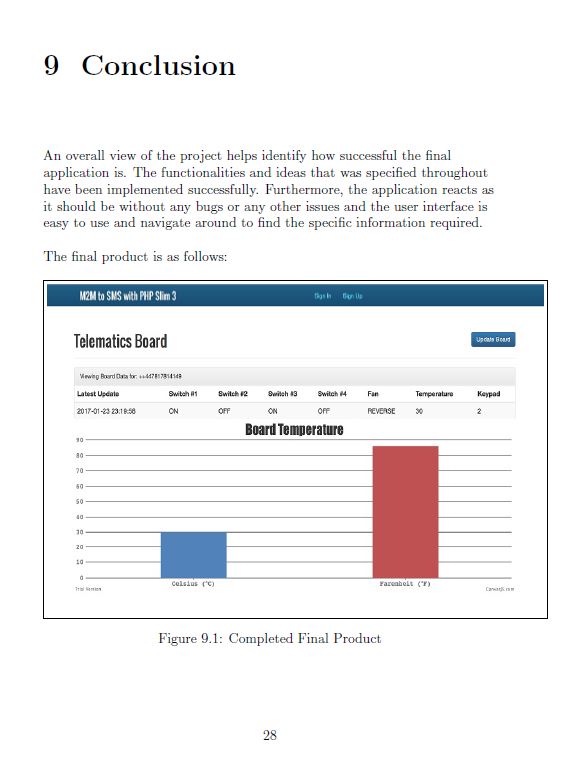 9 Conclusion
An overall view of the project helps identify how successful the final
application is. The functionalities and ideas that was specified throughout
have been implemented successfully. Furthermore, the application reacts as
it should be without any bugs or any other issues and the user interface is
easy to use and navigate around to find the specific information required.
The final product is as follows:
M2M to SMS with PHP Slim 3 Sign In Sign Up
Telematics Board Update Board
Viewing Board Data for: ++447817814149
Latest Update Switch #1 Switch #2 Switch #3 Switch #4 Fan Temperature Keypad
2017-01-23 23:19:58 ON OFF ON OFF REVERSE 30 2
Board Temperature
90
80
70
60
50
40
30
20
10
0
Celsius (°C) Farenheit (°F)
Trial Version CanvasJS.com
Figure 9.1: Completed Final Product
28